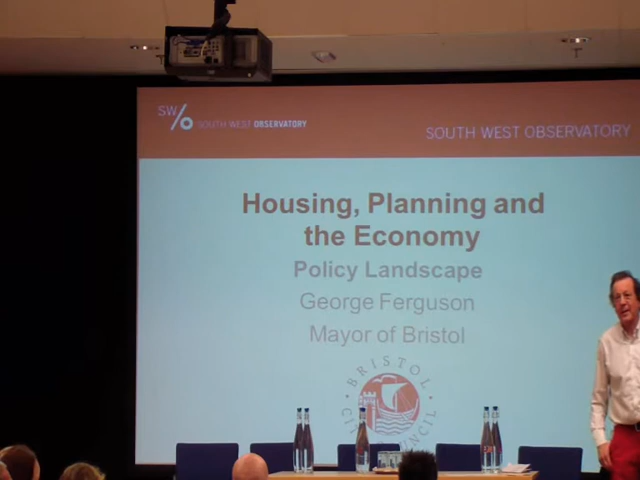 SW/o SOUTH WEST OBSERVATORY
SOUTH WEST OBSERVATORY
Housing, Planning and
the Economy
Policy Landscape
George Ferguson
Mayor of Bristol
BRISTOL
CITY COUNCIL